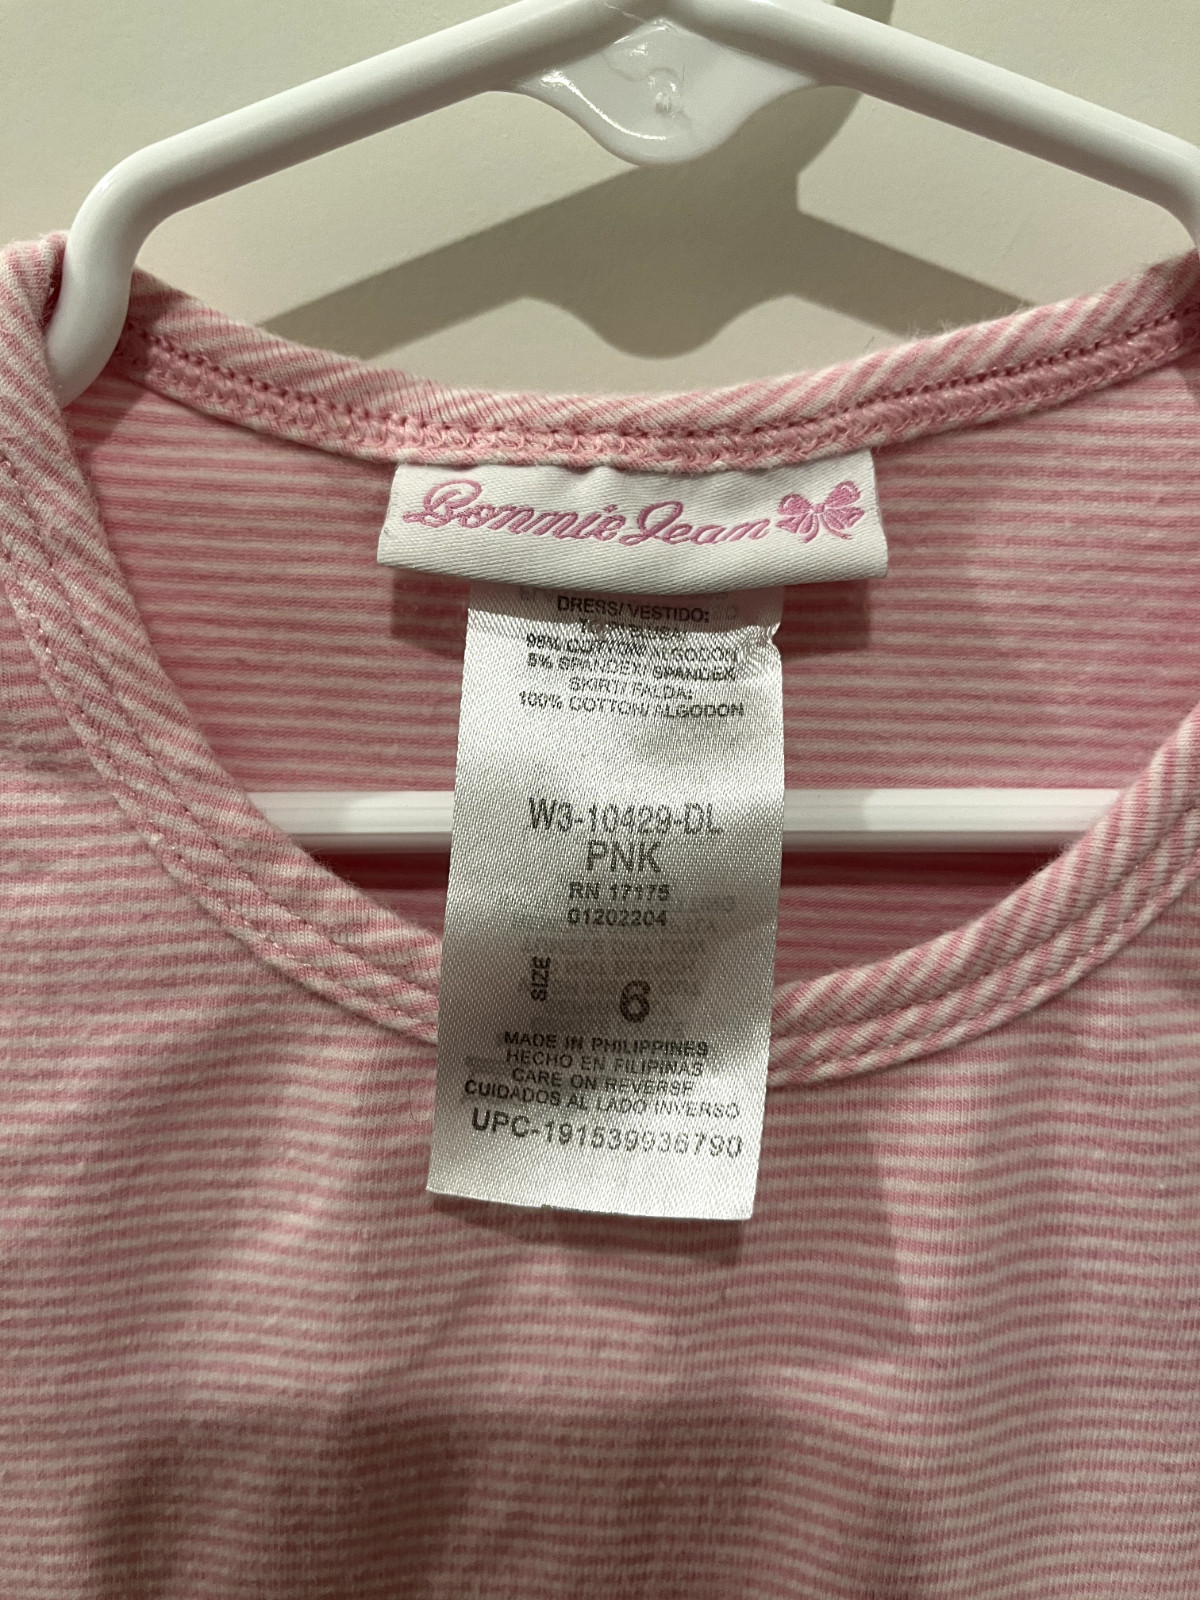 Bonnie Jean
DRESS/ VESTIDO:
95% COTTON/ ALGODON
5% SPANDEX/ SPANDEX
SKIRT/ FALDA:
100% COTTON/ ALGODON
W3-10429-DL
PNK
RN 17175
01202204
SIZE
6
MADE IN PHILIPPINES
HECHO EN FILIPINAS
CARE ON REVERSE
CUIDADOS AL LADO INVERSO
UPC-191539936790